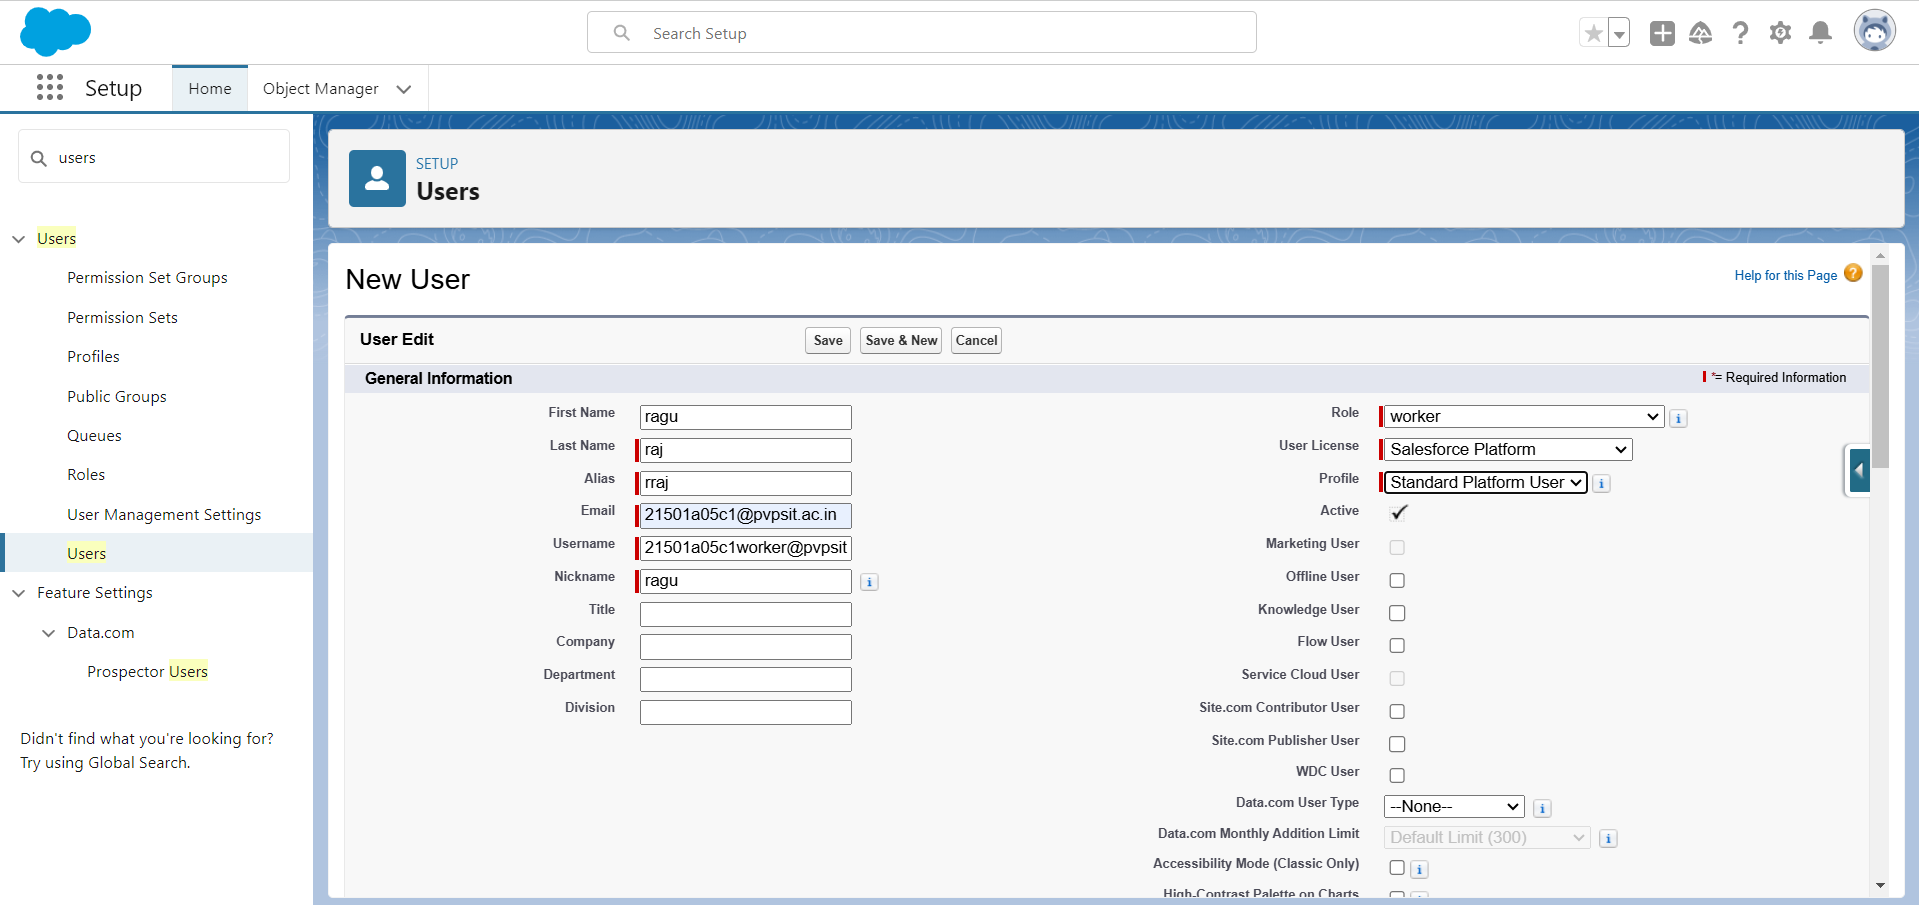 Search Setup
Setup
Home
Object Manager
users
Users
Permission Set Groups
Permission Sets
Profiles
Public Groups
Queues
Roles
User Management Settings
Users
Feature Settings
Data.com
Prospector Users
Didn't find what you're looking for?
Try using Global Search.
SETUP
Users
New User
Help for this Page ?
User Edit
Save
Save & New
Cancel
General Information
*= Required Information
First Name ragu
Last Name raj
Alias rraj
Email 21501a05c1@pvpsit.ac.in
Username 21501a05c1worker@pvpsit
Nickname ragu i
Title
Company
Department
Division
Role worker i
User License Salesforce Platform
Profile Standard Platform User i
Active
Marketing User
Offline User
Knowledge User
Flow User
Service Cloud User
Site.com Contributor User
Site.com Publisher User
WDC User
Data.com User Type --None-- i
Data.com Monthly Addition Limit Default Limit (300) i
Accessibility Mode (Classic Only) i
High-Contrast Palette on Charts